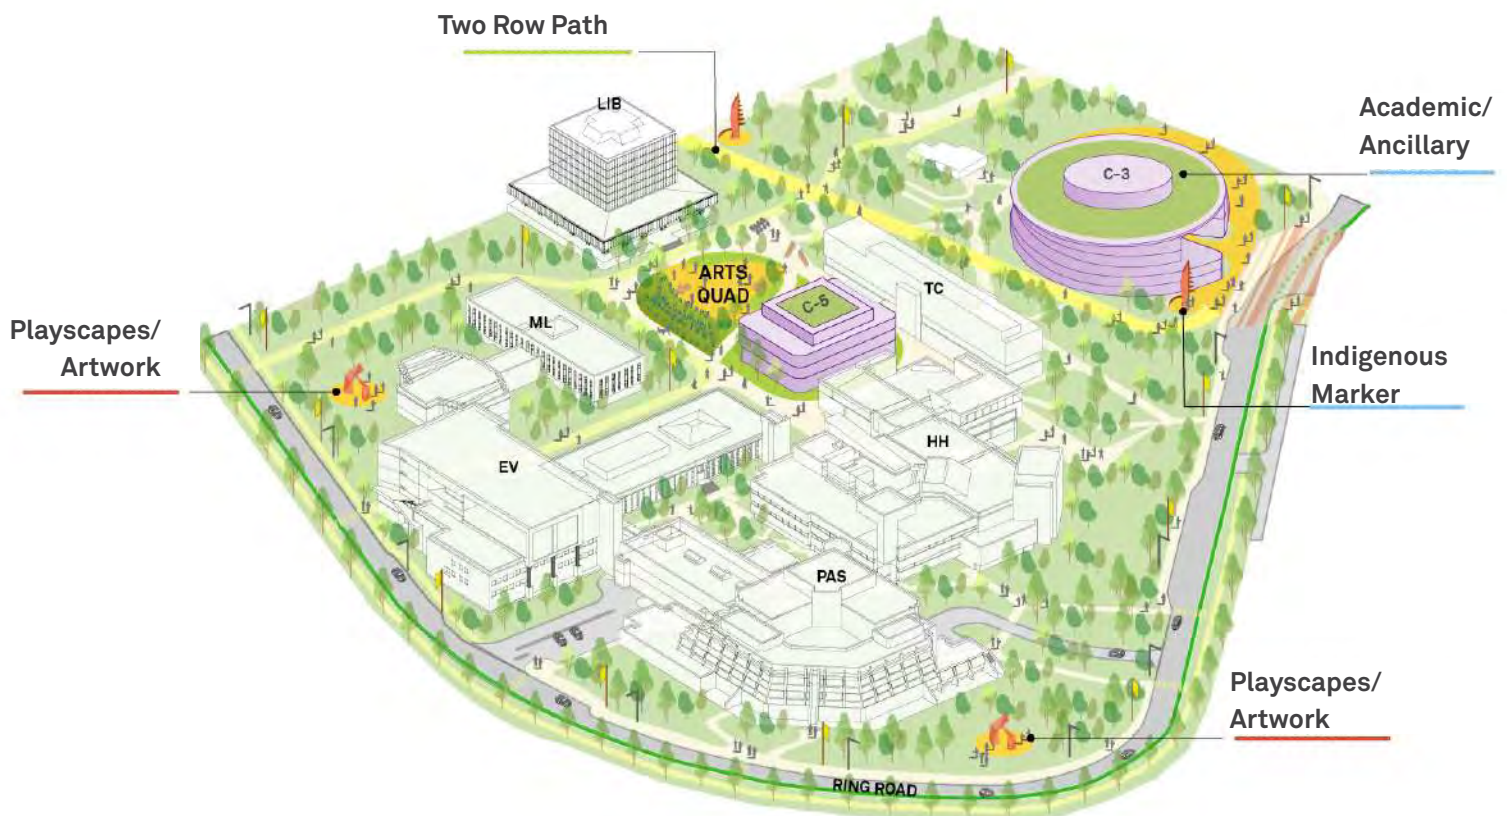 Two Row Path
LIB
Academic/
Ancillary
C-3
ARTS
QUAD
C-5
TC
Playscapes/
Artwork
ML
Indigenous
Marker
EV
HH
PAS
Playscapes/
Artwork
RING ROAD